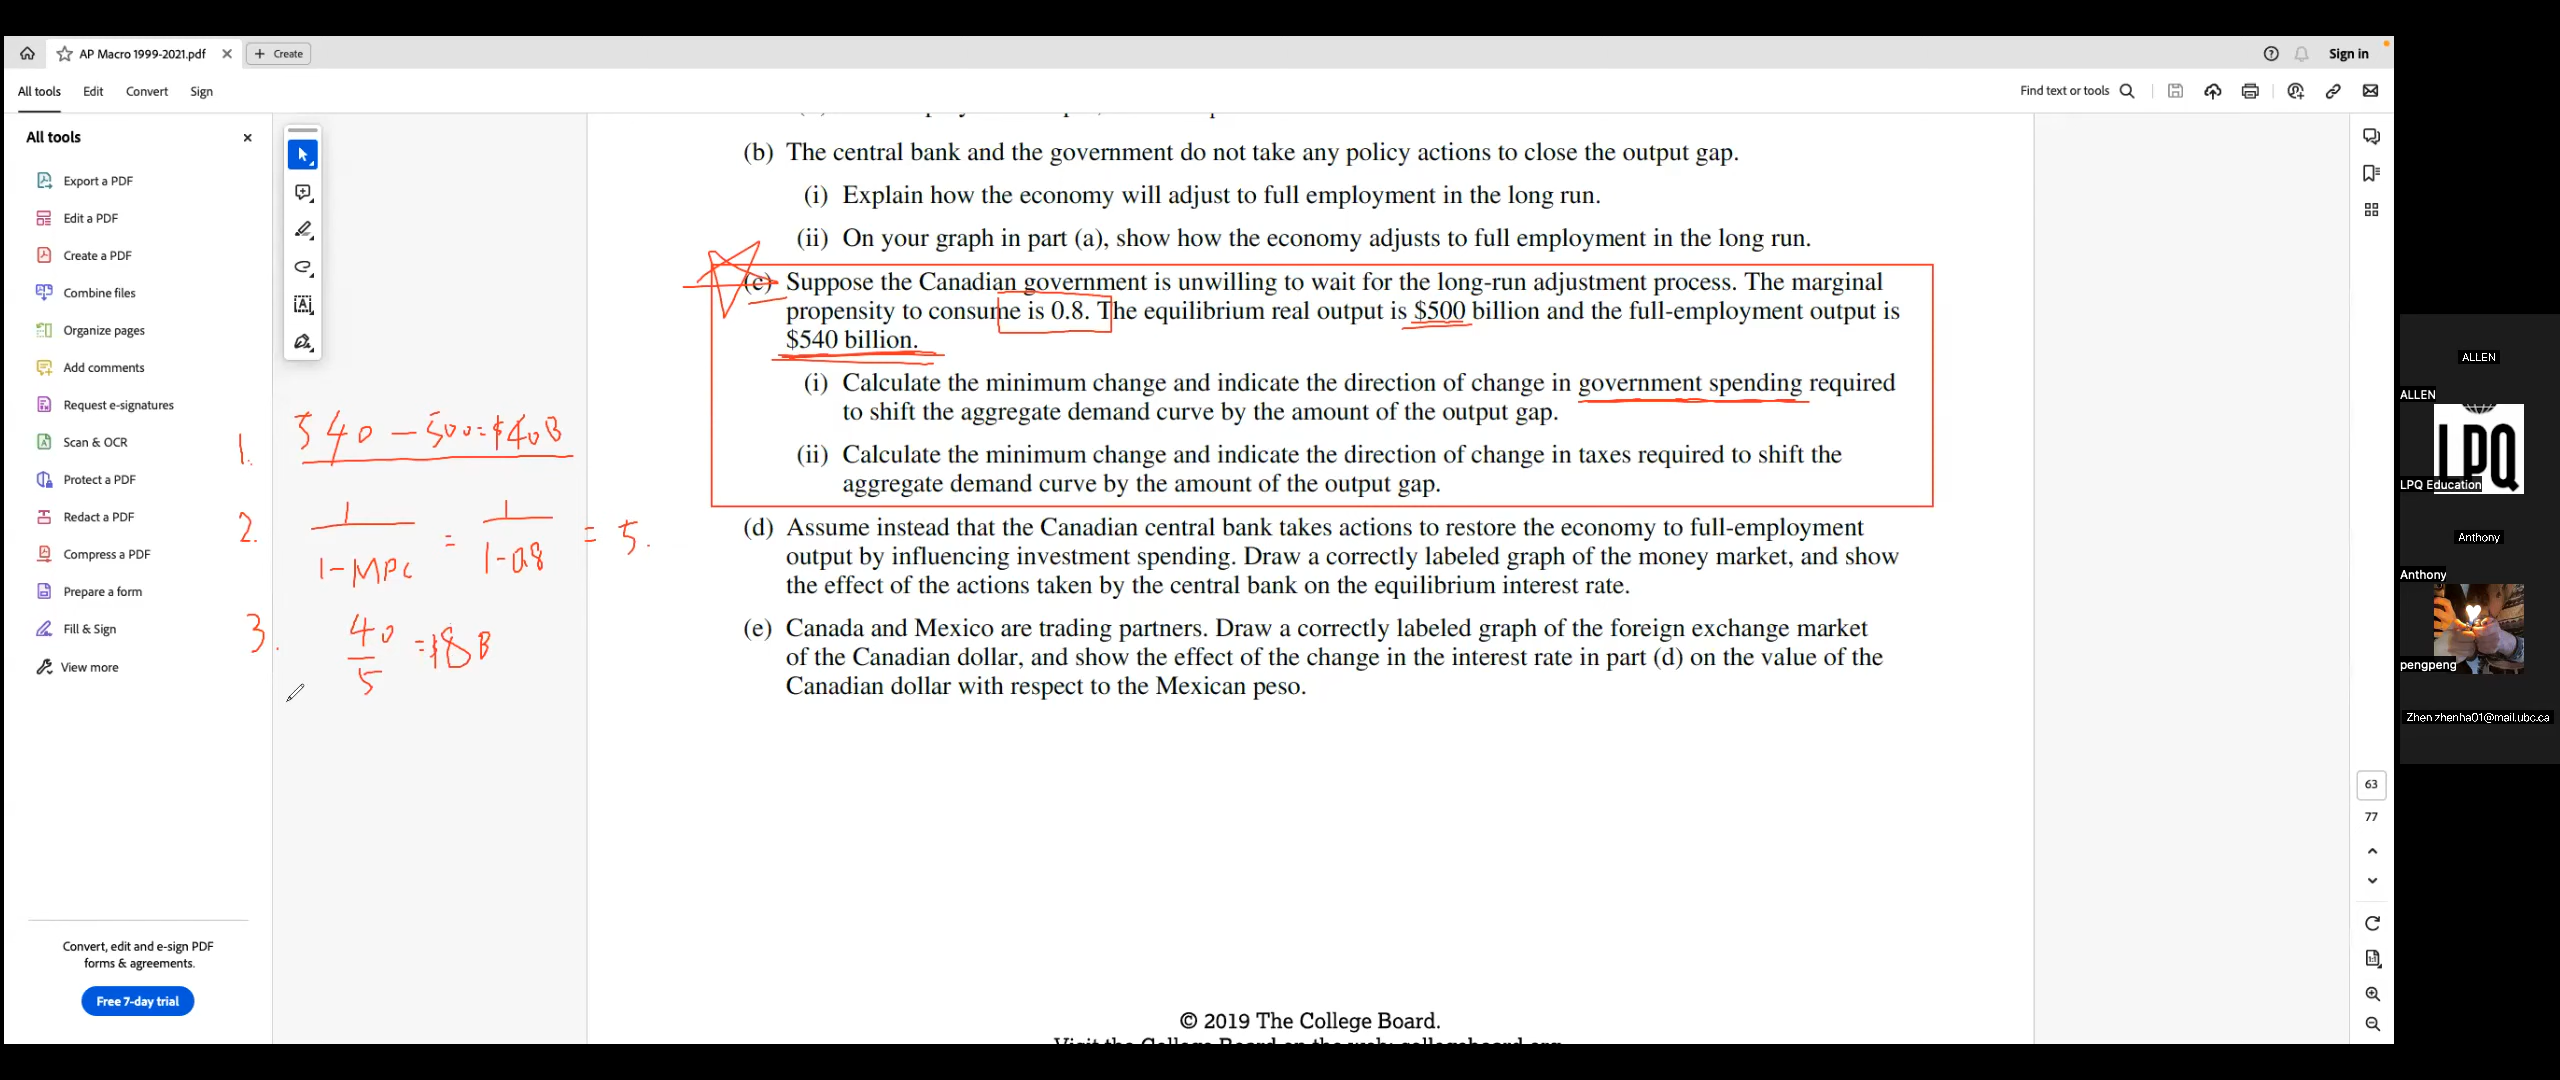 AP Macro 1999-2021.pdf
Create
Sign in
All tools
Edit
Convert
Sign
Find text or tools
All tools
Export a PDF
Edit a PDF
Create a PDF
Combine files
Organize pages
Add comments
Request e-signatures
Scan & OCR
Protect a PDF
Redact a PDF
Compress a PDF
Prepare a form
Fill & Sign
View more
Convert, edit and e-sign PDF
forms & agreements.
Free 7-day trial
1. 540 - 500 = $40B
2. 1/(1-MPC) = 1/(1-0.8) = 5.
3. 40/5 = $8B
(b) The central bank and the government do not take any policy actions to close the output gap.
(i) Explain how the economy will adjust to full employment in the long run.
(ii) On your graph in part (a), show how the economy adjusts to full employment in the long run.
(c) Suppose the Canadian government is unwilling to wait for the long-run adjustment process. The marginal
propensity to consume is 0.8. The equilibrium real output is $500 billion and the full-employment output is
$540 billion.
(i) Calculate the minimum change and indicate the direction of change in government spending required
to shift the aggregate demand curve by the amount of the output gap.
(ii) Calculate the minimum change and indicate the direction of change in taxes required to shift the
aggregate demand curve by the amount of the output gap.
(d) Assume instead that the Canadian central bank takes actions to restore the economy to full-employment
output by influencing investment spending. Draw a correctly labeled graph of the money market, and show
the effect of the actions taken by the central bank on the equilibrium interest rate.
(e) Canada and Mexico are trading partners. Draw a correctly labeled graph of the foreign exchange market
of the Canadian dollar, and show the effect of the change in the interest rate in part (d) on the value of the
Canadian dollar with respect to the Mexican peso.
© 2019 The College Board.
63
77
ALLEN
ALLEN
LPQ
LPQ Education
Anthony
Anthony
pengpeng
Zhen zhenha01@mail.ubc.ca